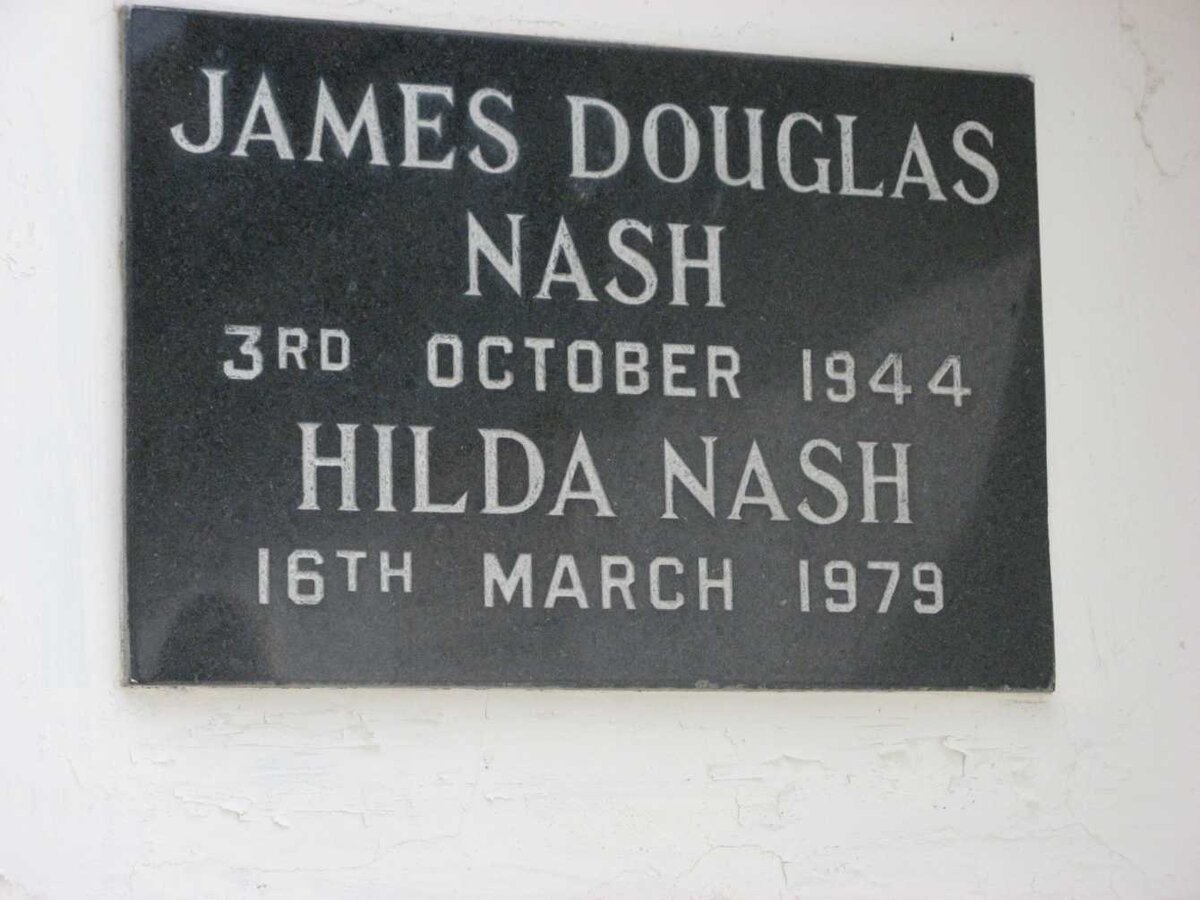 JAMES DOUGLAS
NASH
3RD OCTOBER 1944
HILDA NASH
16TH MARCH 1979